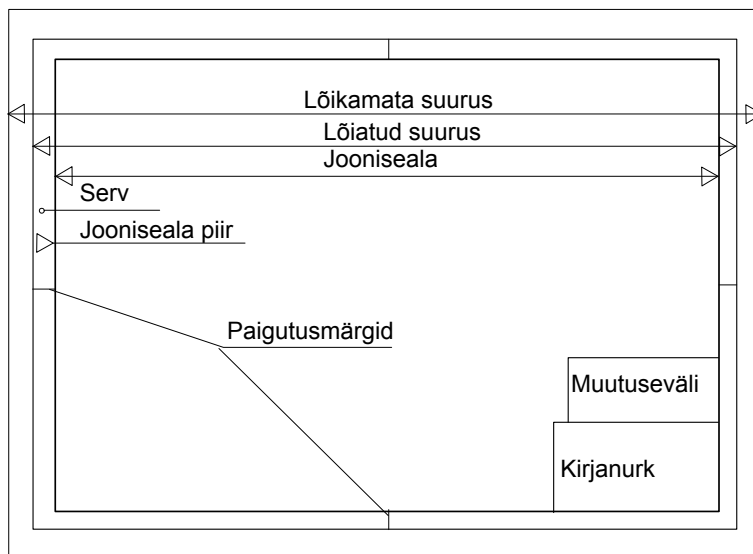 Lõikamata suurus
Lõiatud suurus
Jooniseala
Serv
Jooniseala piir
Paigutusmärgid
Muutuseväli
Kirjanurk